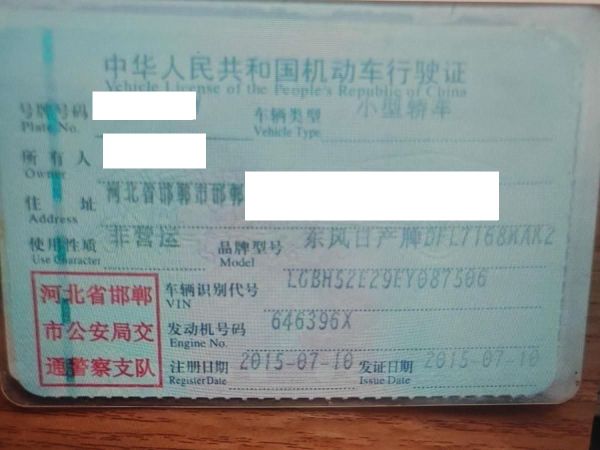 中华人民共和国机动车行驶证
Vehicle License of the People's Republic of China
号牌号码 车辆类型 小型轿车
Plate No. Vehicle Type
所有人
Owner
住址 河北省邯郸市邯郸
Address
使用性质 非营运 品牌型号 东风日产牌DFL7168MAK2
Use Character Model
车辆识别代号 LGBH52E29EY087506
VIN
发动机号码 646396X
Engine No.
注册日期 2015-07-10 发证日期 2015-07-10
Register Date Issue Date
河北省邯郸
市公安局交
通警察支队